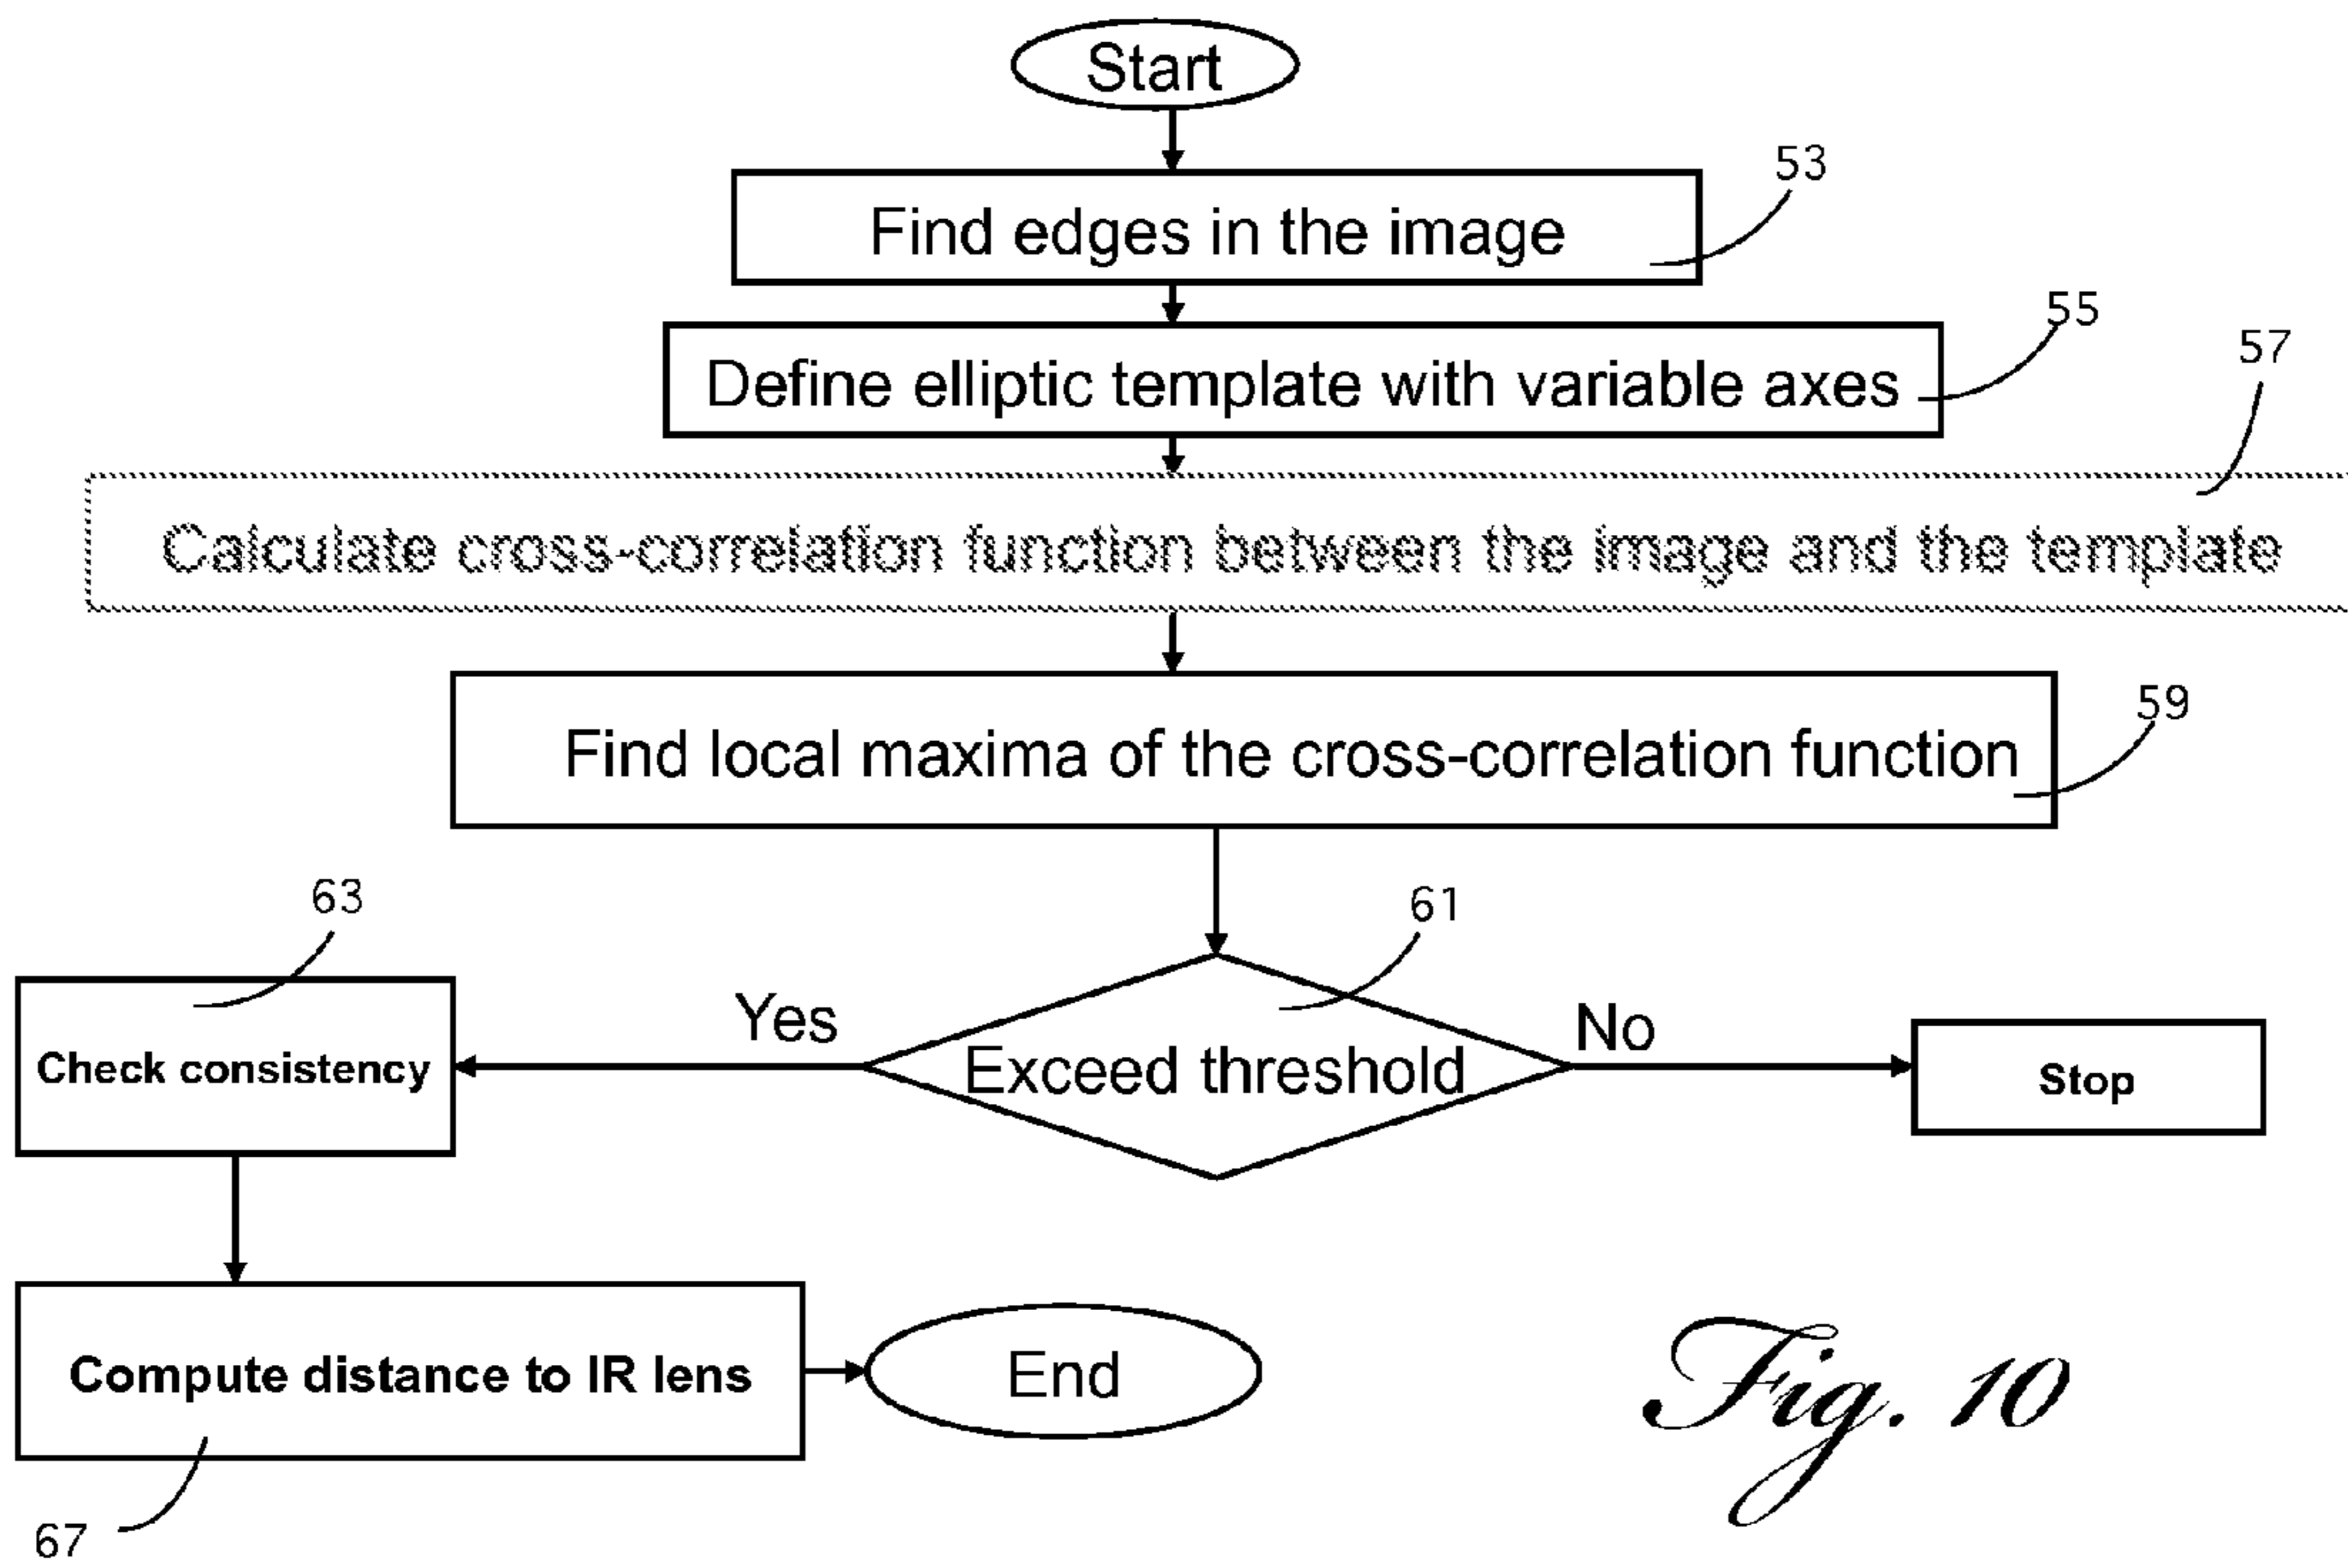 Start
53
Find edges in the image
55
Define elliptic template with variable axes
57
Calculate cross-correlation function between the image and the template
59
Find local maxima of the cross-correlation function
63
61
Yes
No
Check consistency
Exceed threshold
Stop
Compute distance to IR lens
End
Fig. 10
67